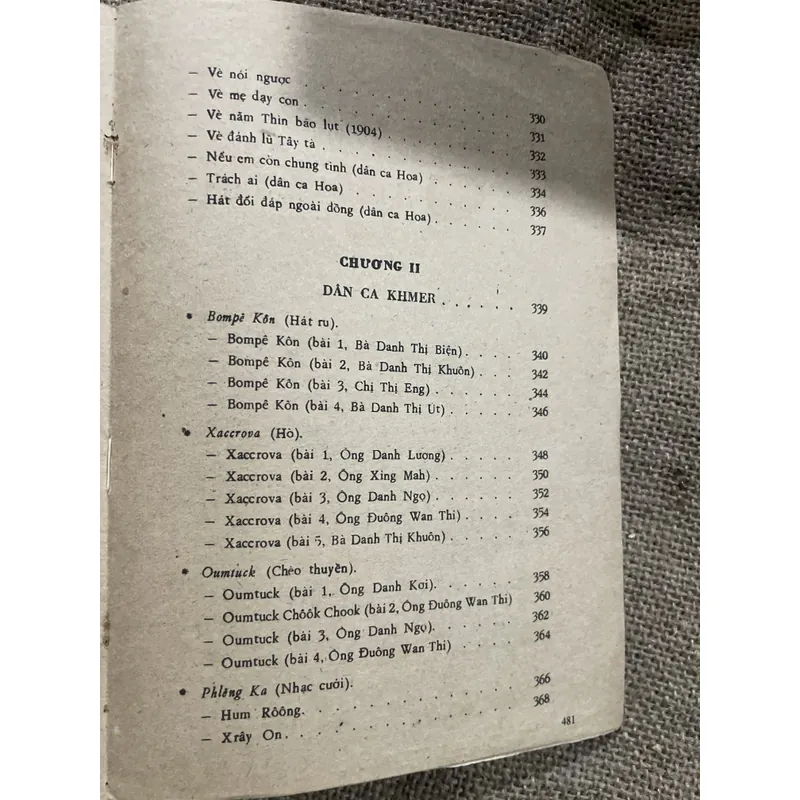 — Vè nói ngược . . . . . . . . . . 330
— Vè mẹ dạy con . . . . . . . . . . 331
— Vè năm Thìn bão lụt (1904) . . . . . . . 332
— Vè đánh lũ Tây tà . . . . . . . . . . 333
— Nếu em còn chung tình (dân ca Hoa) . . . . . 334
— Trách ai (dân ca Hoa) . . . . . . . . 336
— Hát đối đáp ngoài đồng (dân ca Hoa) . . . . . 337
CHƯƠNG II
DÂN CA KHMER . . . . . . 339
• Bompê Kôn (Hát ru).
— Bompê Kôn (bài 1, Bà Danh Thị Biện) . . . . 340
— Bompê Kôn (bài 2, Bà Danh Thị Khuôn) . . . . 342
— Bompê Kôn (bài 3, Chị Thị Eng) . . . . . 344
— Bompê Kôn (bài 4, Bà Danh Thị Út) . . . . 346
• Xaccrova (Hò).
— Xaccrova (bài 1, Ông Danh Lương) . . . . 348
— Xaccrova (bài 2, Ông Xing Mah) . . . . . 350
— Xaccrova (bài 3, Ông Danh Ngọ) . . . . . 352
— Xaccrova (bài 4, Ông Đuông Wan Thi) . . . . 354
— Xaccrova (bài 5, Bà Danh Thị Khuôn) . . . . 356
• Oumtuck (Chèo thuyền).
— Oumtuck (bài 1, Ông Danh Kơi) . . . . . 358
— Oumtuck Chôôk Chook (bài 2, Ông Đuông Wan Thi) 360
— Oumtuck (bài 3, Ông Danh Ngọ) . . . . . 362
— Oumtuck (bài 4, Ông Đuông Wan Thi) . . . . 364
• Phlêng Ka (Nhạc cưới).
— Hum Rôông. . . . . . . . . . . 366
— Xrây On . . . . . . . . . . . 368
481